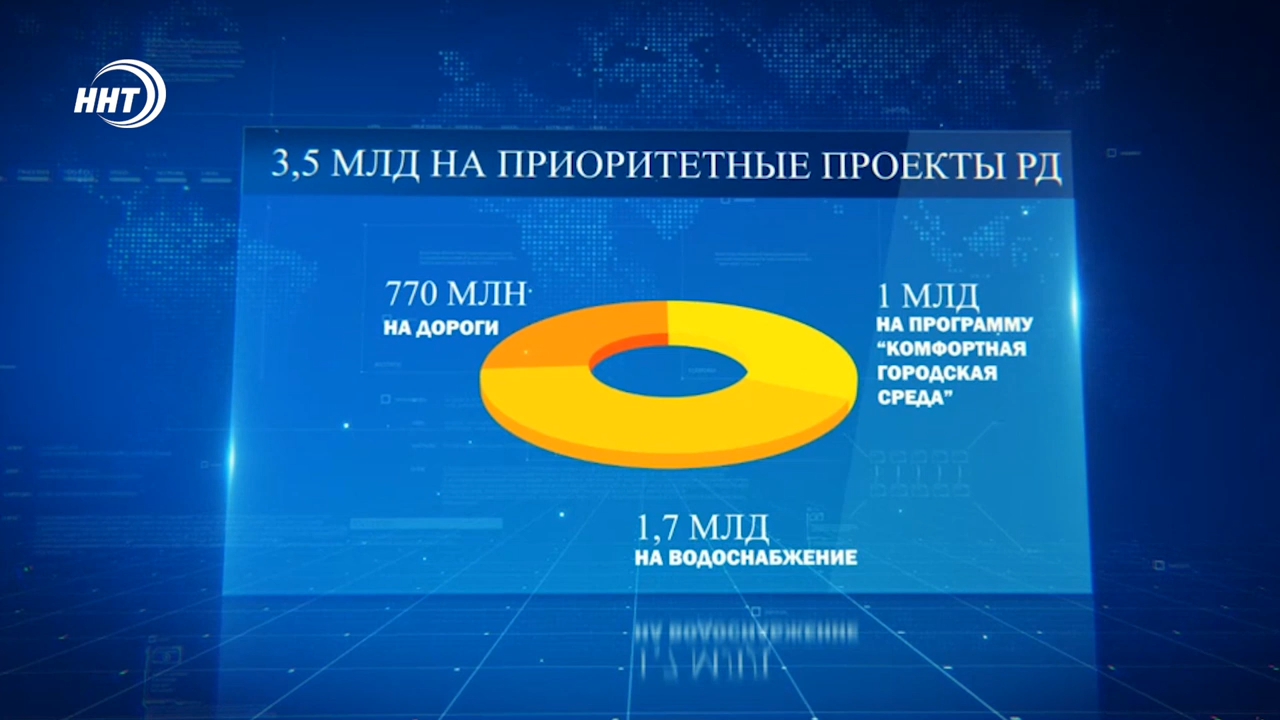 ННТ
3,5 МЛД НА ПРИОРИТЕТНЫЕ ПРОЕКТЫ РД
770 МЛН
НА ДОРОГИ
1 МЛД
НА ПРОГРАММУ
“КОМФОРТНАЯ
ГОРОДСКАЯ
СРЕДА”
1,7 МЛД
НА ВОДОСНАБЖЕНИЕ